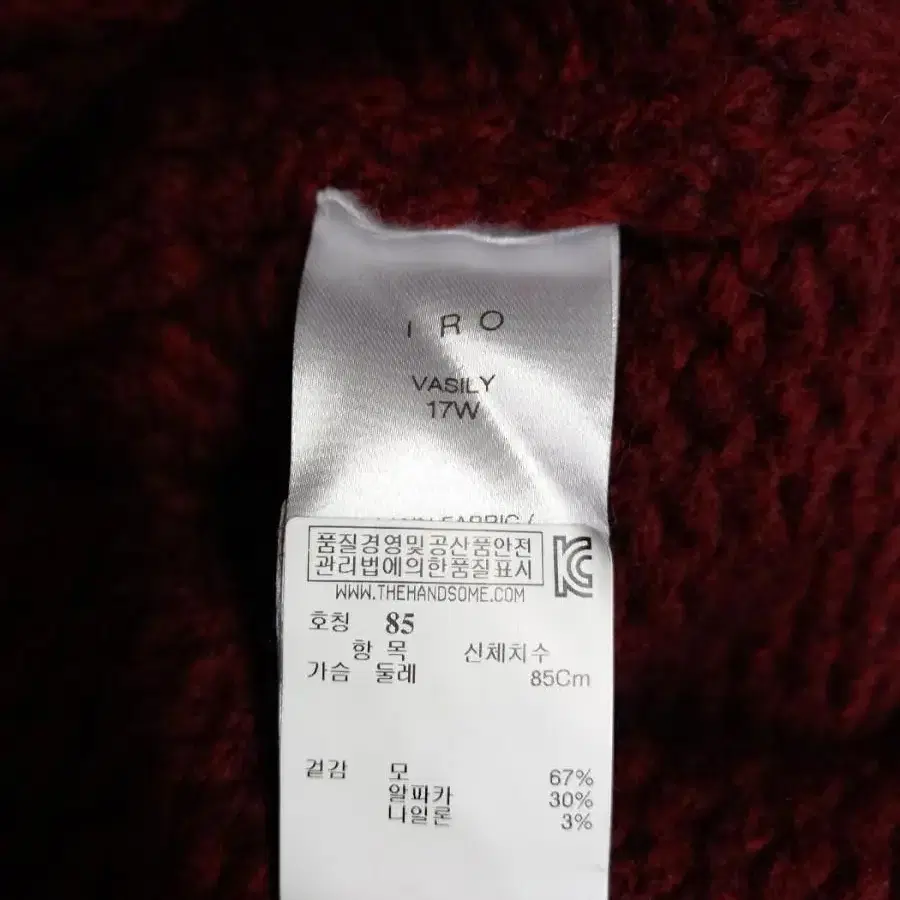 IRO
VASILY
17W
FABRIC /
품질경영및공산품안전
관리법에의한품질표시
WWW.THEHANDSOME.COM
호칭 85
항 목 신체치수
가슴 둘레 85Cm
겉감 모 67%
알파카 30%
나일론 3%